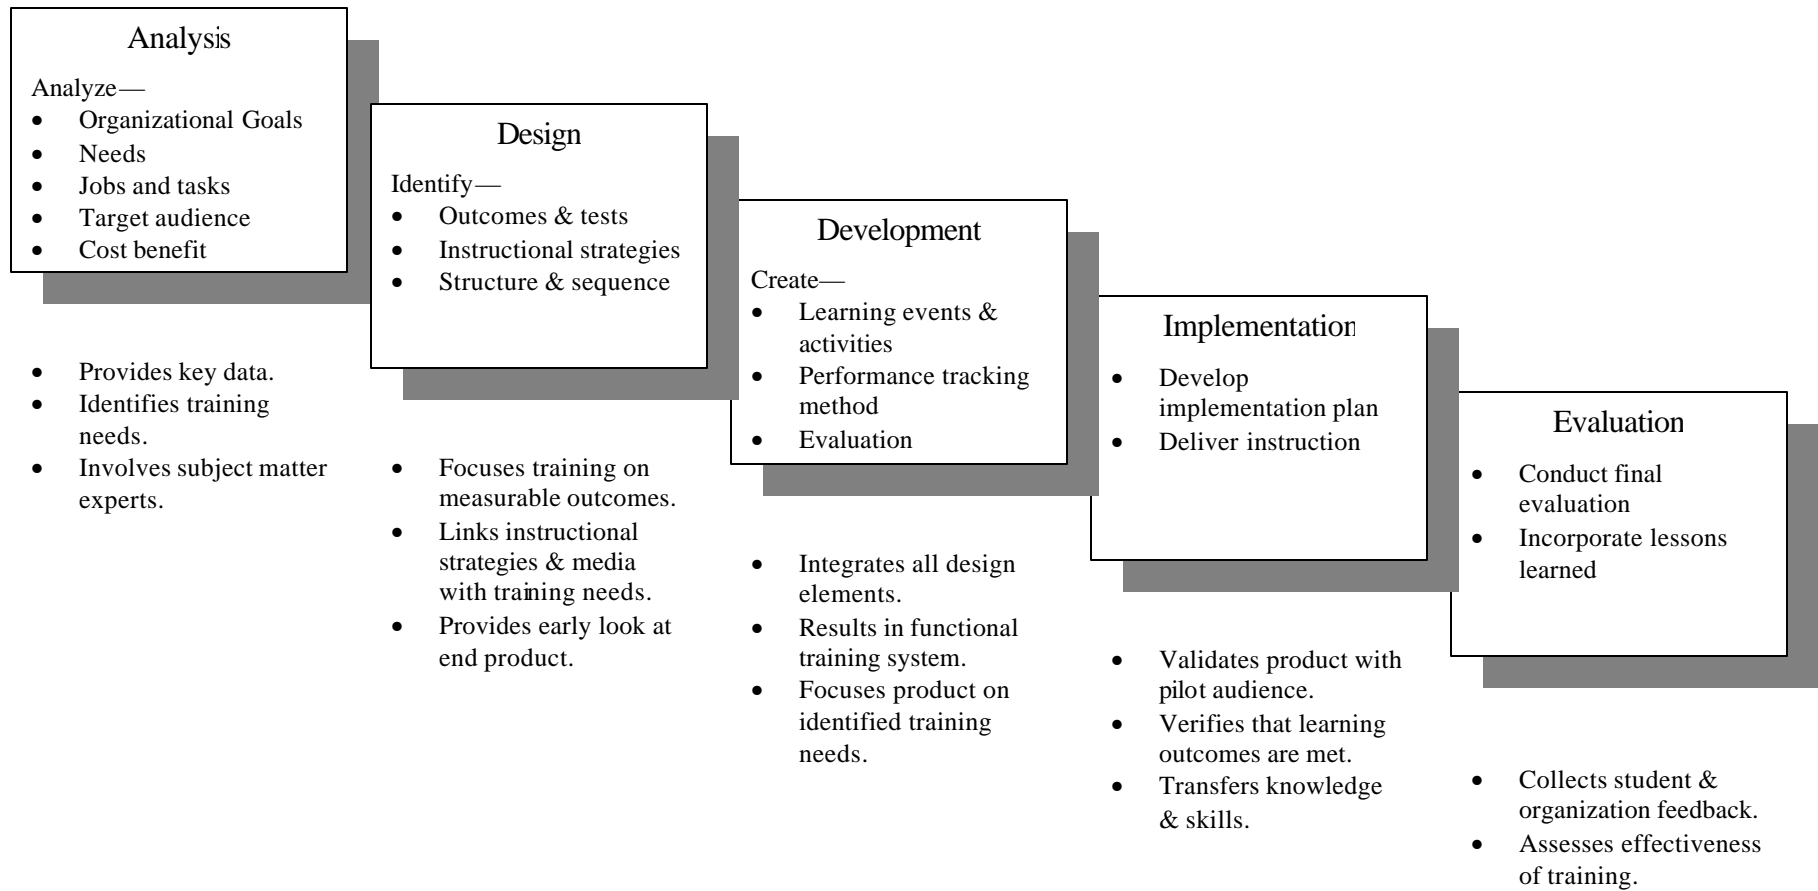 Analysis
Analyze—
• Organizational Goals
• Needs
• Jobs and tasks
• Target audience
• Cost benefit
• Provides key data.
• Identifies training
needs.
• Involves subject matter
experts.
Design
Identify—
• Outcomes & tests
• Instructional strategies
• Structure & sequence
• Focuses training on
measurable outcomes.
• Links instructional
strategies & media
with training needs.
• Provides early look at
end product.
Development
Create—
• Learning events &
activities
• Performance tracking
method
• Evaluation
• Integrates all design
elements.
• Results in functional
training system.
• Focuses product on
identified training
needs.
Implementation
• Develop
implementation plan
• Deliver instruction
• Validates product with
pilot audience.
• Verifies that learning
outcomes are met.
• Transfers knowledge
& skills.
Evaluation
• Conduct final
evaluation
• Incorporate lessons
learned
• Collects student &
organization feedback.
• Assesses effectiveness
of training.